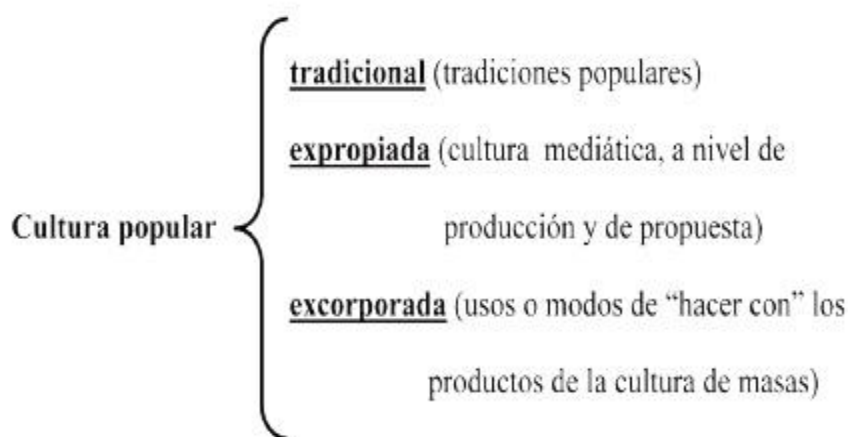 tradicional (tradiciones populares)
expropiada (cultura mediática, a nivel de
Cultura popular
producción y de propuesta)
excorporada (usos o modos de “hacer con” los
productos de la cultura de masas)